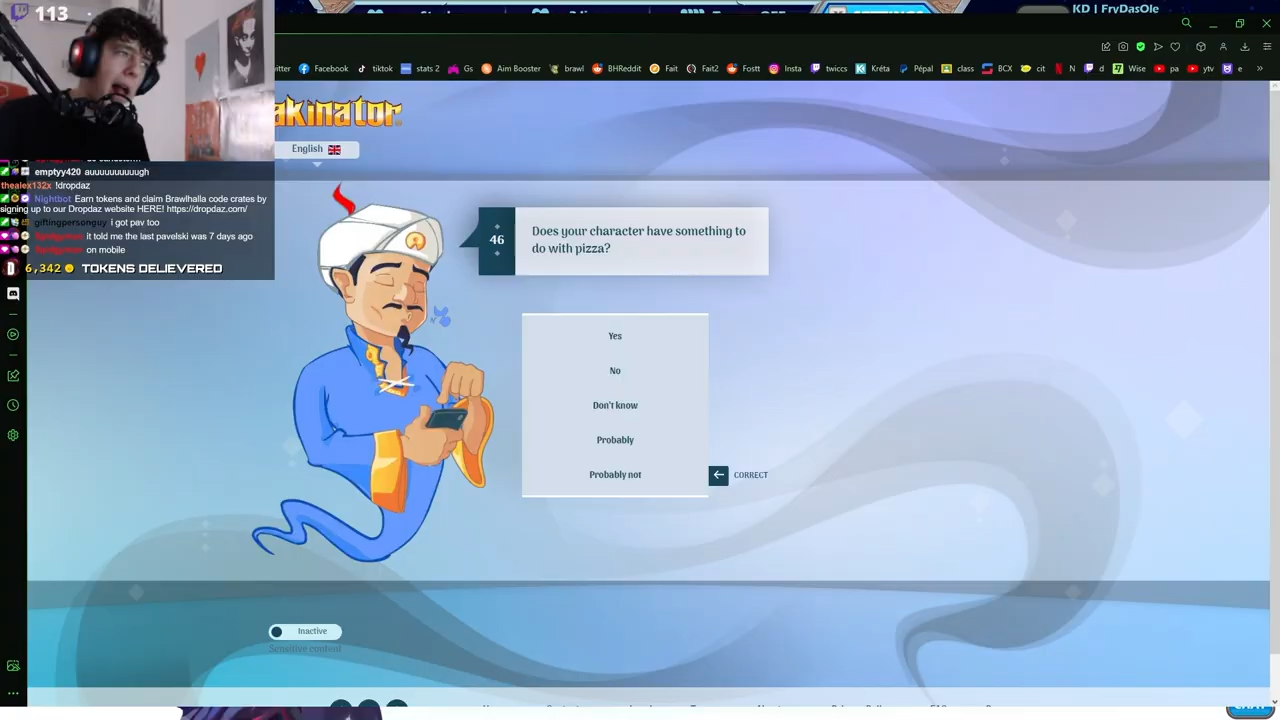 113
KD | FryDasOle
Facebook
tiktok
stats 2
Gs
Aim Booster
brawl
BHReddit
Fait
Fait2
Fostt
Insta
twiccs
Kréta
Pépal
class
BCX
cit
N
d
Wise
pa
ytv
e
akinator
English
emptyy420 auuuuuuuuuugh
thealex132x !dropdaz
Nightbot Earn tokens and claim Brawlhalla code crates by
signing up to our Dropdaz website HERE! https://dropdaz.com/
giftingpersonguy i got pav too
it told me the last pavelski was 7 days ago
on mobile
6,342 TOKENS DELIEVERED
46
Does your character have something to
do with pizza?
Yes
No
Don't know
Probably
Probably not
CORRECT
Inactive
Sensitive content